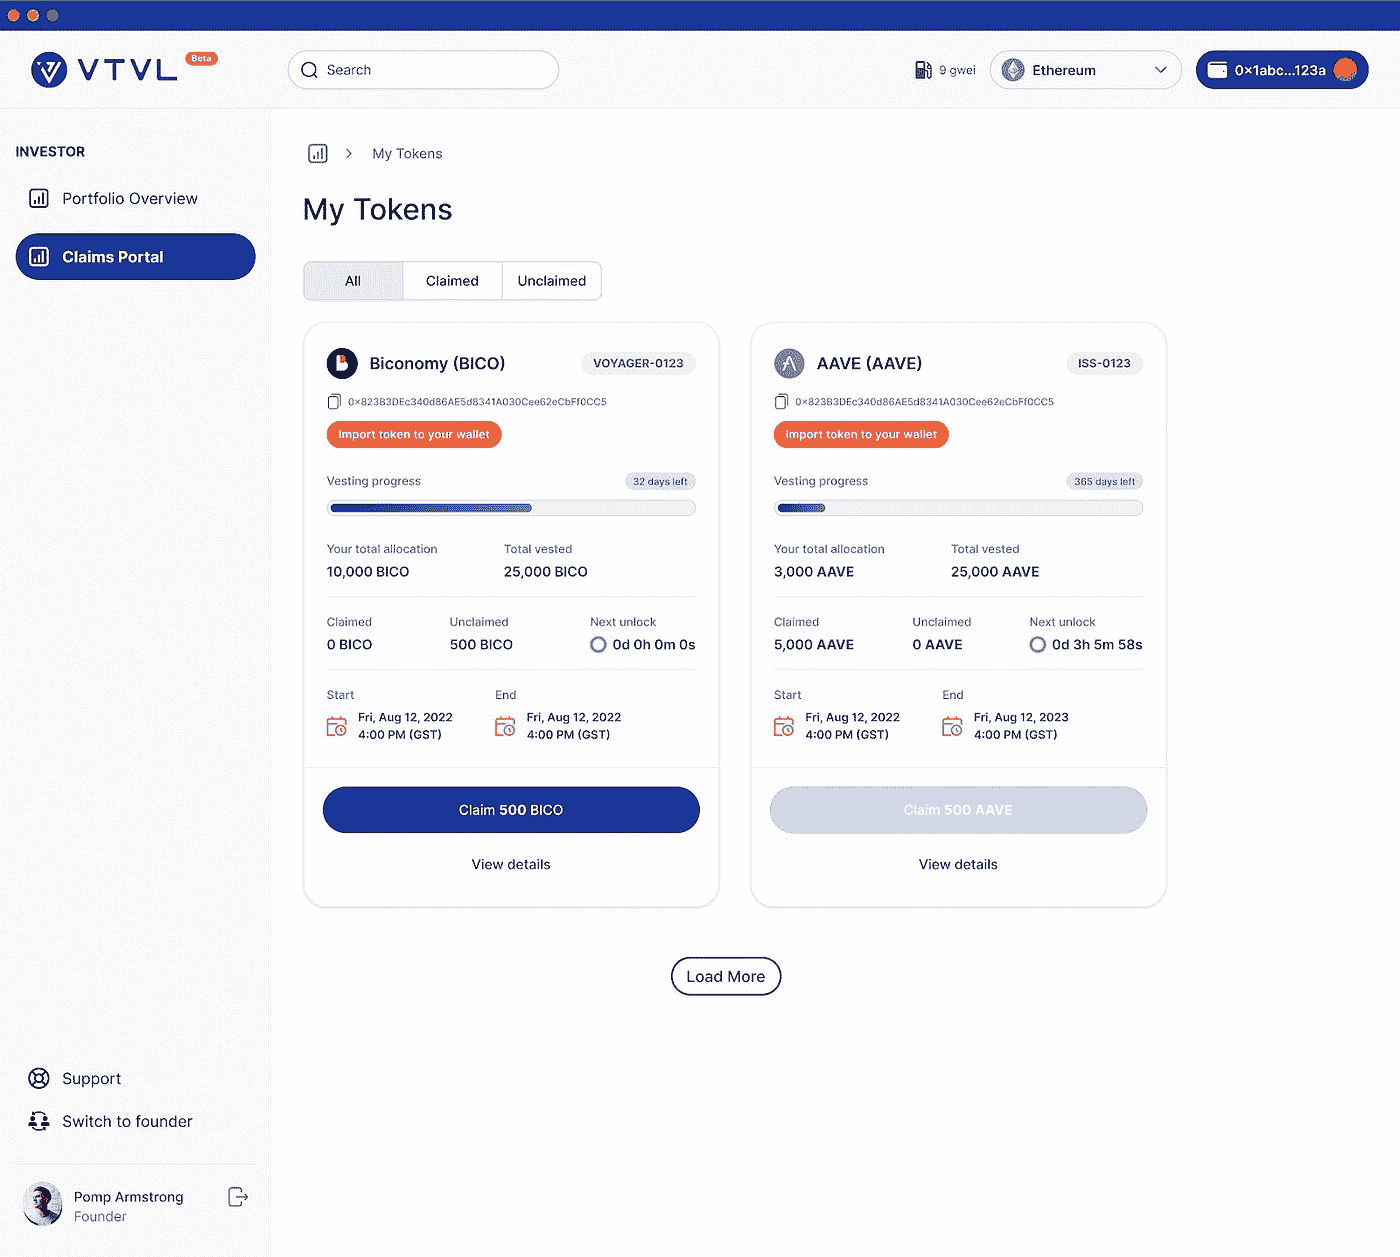 VTVL Beta
Search
9 gwei
Ethereum
0x1abc...123a
INVESTOR
Portfolio Overview
Claims Portal
My Tokens
My Tokens
All Claimed Unclaimed
Biconomy (BICO) VOYAGER-0123
0x823B3DEc340d86AE5d8341A030Cee62eCbFf0CC5
Import token to your wallet
Vesting progress 32 days left
Your total allocation Total vested
10,000 BICO 25,000 BICO
Claimed Unclaimed Next unlock
0 BICO 500 BICO 0d 0h 0m 0s
Start End
Fri, Aug 12, 2022 Fri, Aug 12, 2022
4:00 PM (GST) 4:00 PM (GST)
Claim 500 BICO
View details
AAVE (AAVE) ISS-0123
0x823B3DEc340d86AE5d8341A030Cee62eCbFf0CC5
Import token to your wallet
Vesting progress 365 days left
Your total allocation Total vested
3,000 AAVE 25,000 AAVE
Claimed Unclaimed Next unlock
5,000 AAVE 0 AAVE 0d 3h 5m 58s
Start End
Fri, Aug 12, 2022 Fri, Aug 12, 2023
4:00 PM (GST) 4:00 PM (GST)
Claim 500 AAVE
View details
Load More
Support
Switch to founder
Pomp Armstrong
Founder